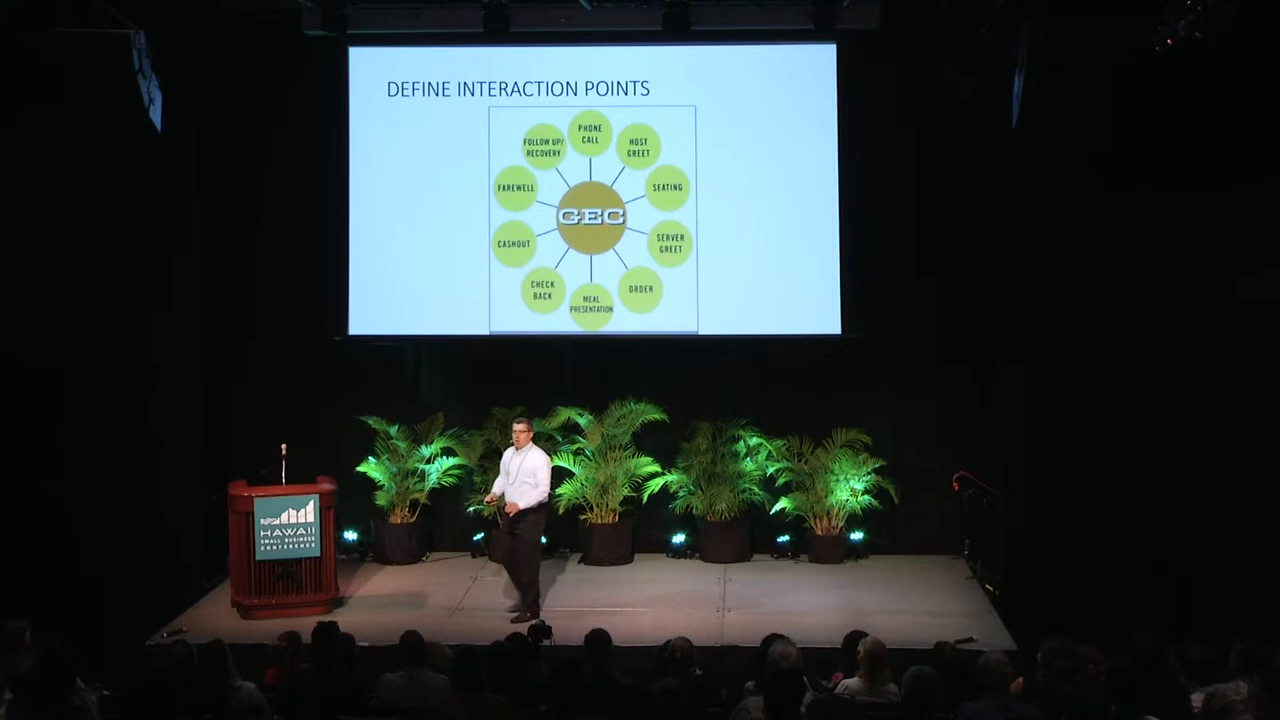 DEFINE INTERACTION POINTS
PHONE
CALL
HOST
GREET
SEATING
SERVER
GREET
ORDER
MEAL
PRESENTATION
CHECK
BACK
CASHOUT
FAREWELL
FOLLOW UP/
RECOVERY
GEC
HAWAII
SMALL BUSINESS
CONFERENCE